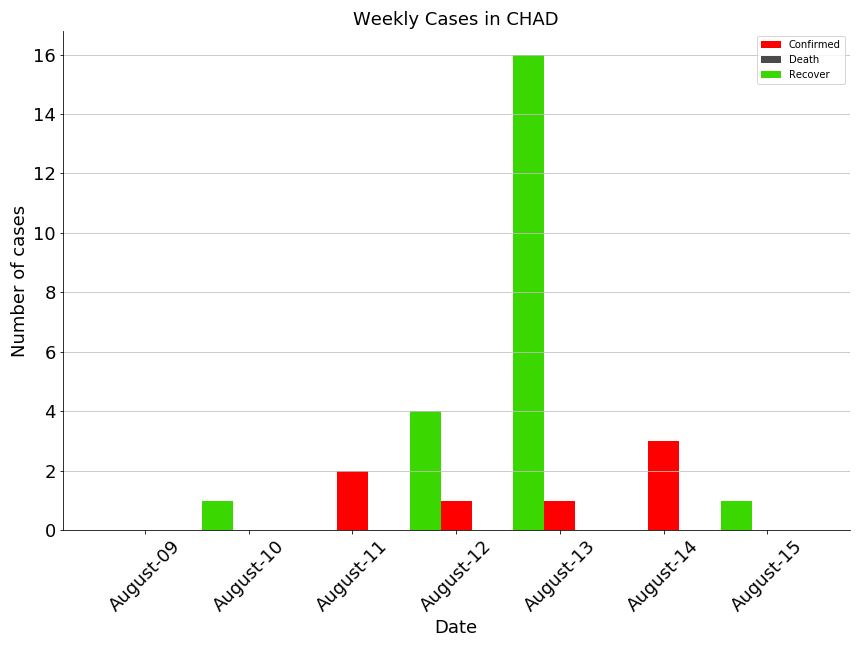 Weekly Cases in CHAD
Confirmed
Death
Recover
Number of cases
16
14
12
10
8
6
4
2
0
August-09
August-10
August-11
August-12
August-13
August-14
August-15
Date